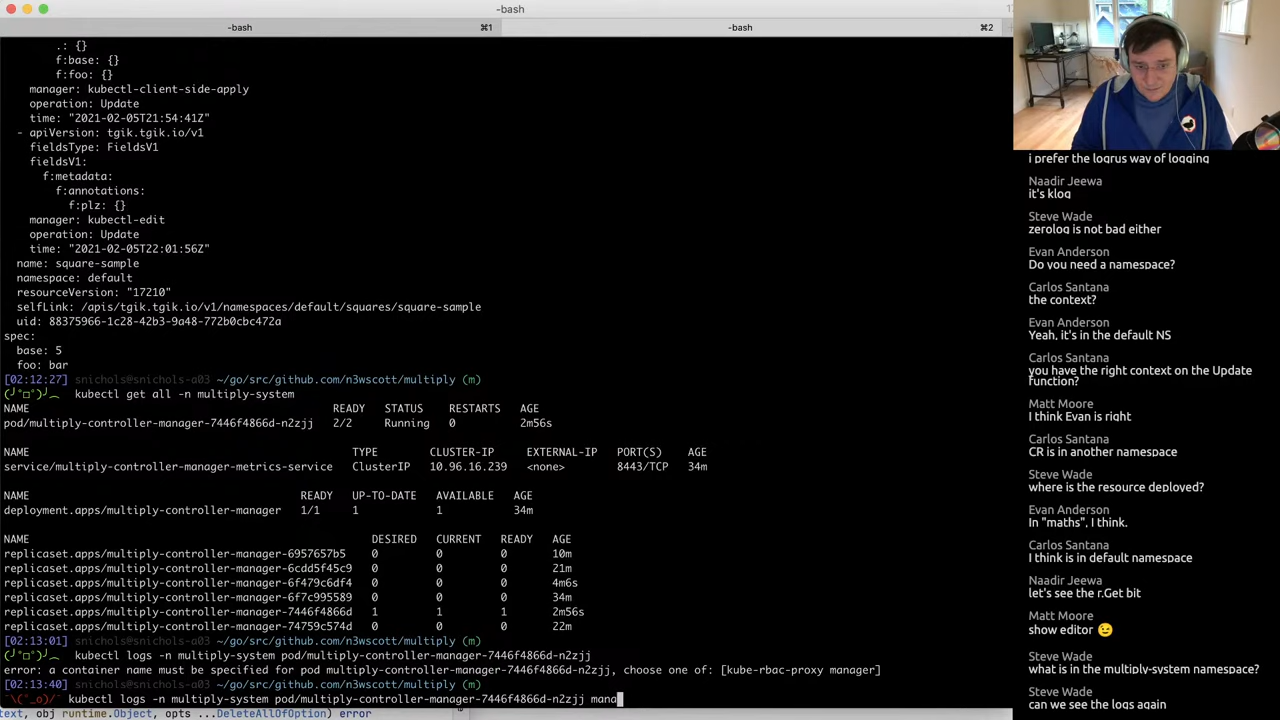 -bash
-bash
⌘1
-bash
⌘2
.: {}
f:base: {}
f:foo: {}
manager: kubectl-client-side-apply
operation: Update
time: "2021-02-05T21:54:41Z"
- apiVersion: tgik.tgik.io/v1
fieldsType: FieldsV1
fieldsV1:
f:metadata:
f:annotations:
f:plz: {}
manager: kubectl-edit
operation: Update
time: "2021-02-05T22:01:56Z"
name: square-sample
namespace: default
resourceVersion: "17210"
selfLink: /apis/tgik.tgik.io/v1/namespaces/default/squares/square-sample
uid: 88375966-1c28-42b3-9a48-772b0cbc472a
spec:
base: 5
foo: bar
[02:12:27] snichols@snichols-a03 ~/go/src/github.com/n3wscott/multiply (m)
(╯°□°)╯︵ kubectl get all -n multiply-system
NAME READY STATUS RESTARTS AGE
pod/multiply-controller-manager-7446f4866d-n2zjj 2/2 Running 0 2m56s
NAME TYPE CLUSTER-IP EXTERNAL-IP PORT(S) AGE
service/multiply-controller-manager-metrics-service ClusterIP 10.96.16.239 <none> 8443/TCP 34m
NAME READY UP-TO-DATE AVAILABLE AGE
deployment.apps/multiply-controller-manager 1/1 1 1 34m
NAME DESIRED CURRENT READY AGE
replicaset.apps/multiply-controller-manager-6957657b5 0 0 0 10m
replicaset.apps/multiply-controller-manager-6cdd5f45c9 0 0 0 21m
replicaset.apps/multiply-controller-manager-6f479c6df4 0 0 0 4m6s
replicaset.apps/multiply-controller-manager-6f7c995589 0 0 0 34m
replicaset.apps/multiply-controller-manager-7446f4866d 1 1 1 2m56s
replicaset.apps/multiply-controller-manager-74759c574d 0 0 0 22m
[02:13:01] snichols@snichols-a03 ~/go/src/github.com/n3wscott/multiply (m)
(╯°□°)╯︵ kubectl logs -n multiply-system pod/multiply-controller-manager-7446f4866d-n2zjj
error: a container name must be specified for pod multiply-controller-manager-7446f4866d-n2zjj, choose one of: [kube-rbac-proxy manager]
[02:13:40] snichols@snichols-a03 ~/go/src/github.com/n3wscott/multiply (m)
¯\(°_o)/¯ kubectl logs -n multiply-system pod/multiply-controller-manager-7446f4866d-n2zjj mana
text, obj runtime.Object, opts ...DeleteAllOfOption) error
i prefer the logrus way of logging
Naadir Jeewa
it's klog
Steve Wade
zerolog is not bad either
Evan Anderson
Do you need a namespace?
Carlos Santana
the context?
Evan Anderson
Yeah, it's in the default NS
Carlos Santana
you have the right context on the Update
function?
Matt Moore
I think Evan is right
Carlos Santana
CR is in another namespace
Steve Wade
where is the resource deployed?
Evan Anderson
In "maths", I think.
Carlos Santana
I think is in default namespace
Naadir Jeewa
let's see the r.Get bit
Matt Moore
show editor 😉
Steve Wade
what is in the multiply-system namespace?
Steve Wade
can we see the logs again